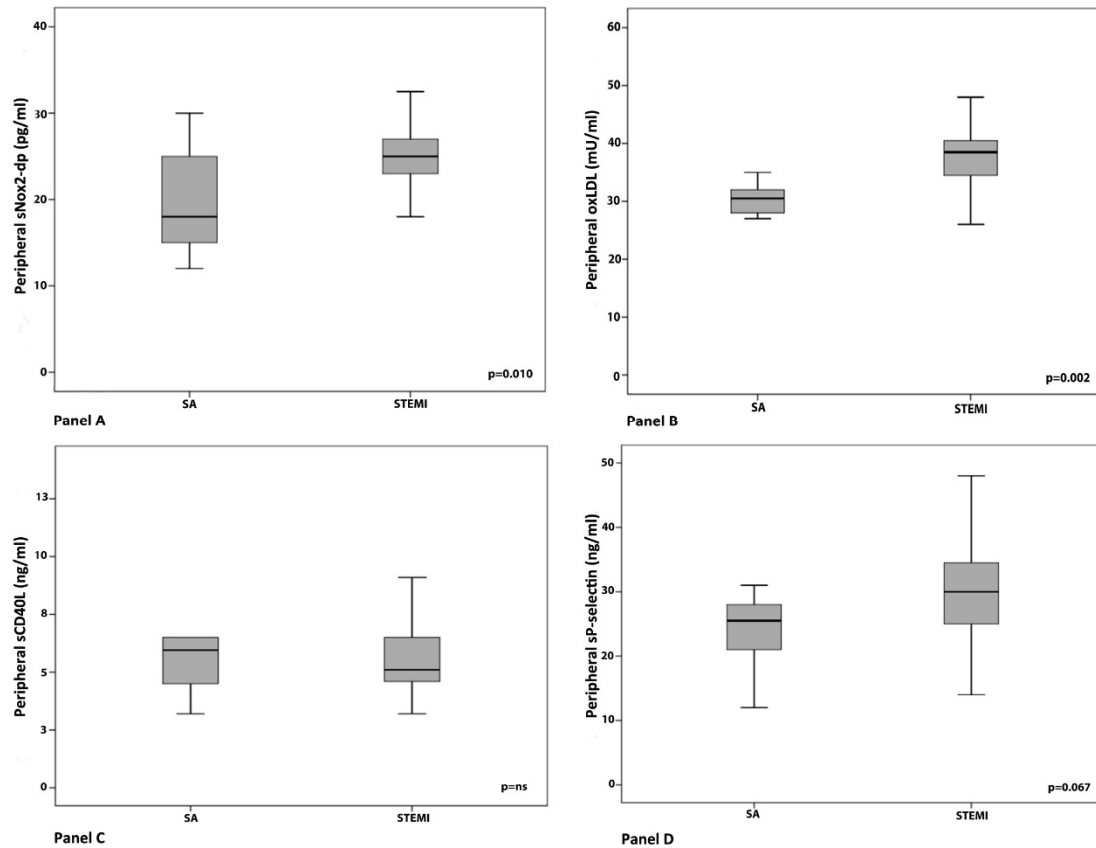 Peripheral sNox2-dp (pg/ml)
40
30
20
10
0
SA
STEMI
p=0.010
Panel A
Peripheral oxLDL (mU/ml)
60
50
40
30
20
10
0
SA
STEMI
p=0.002
Panel B
Peripheral sCD40L (ng/ml)
13
10
8
5
3
0
SA
STEMI
p=ns
Panel C
Peripheral sP-selectin (ng/ml)
50
40
30
20
10
0
SA
STEMI
p=0.067
Panel D